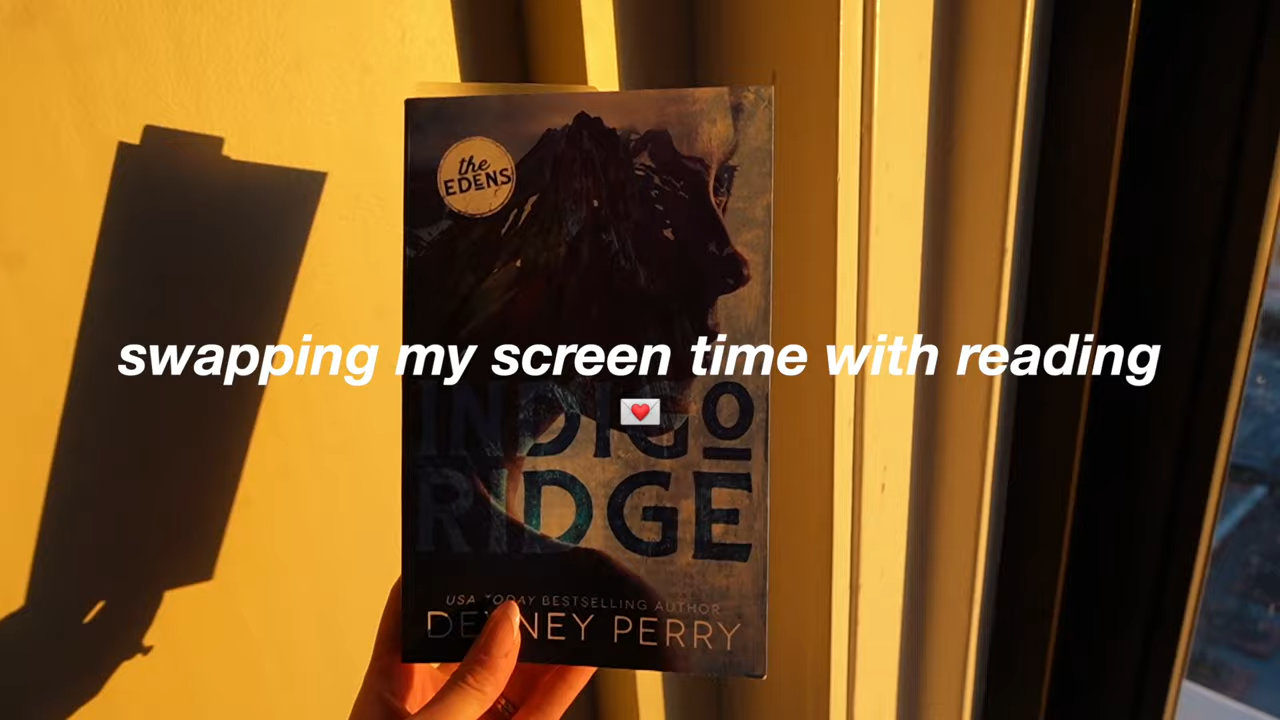 the
EDENS
swapping my screen time with reading
💌
INDIGO
RIDGE
USA TODAY BESTSELLING AUTHOR
DEVNEY PERRY